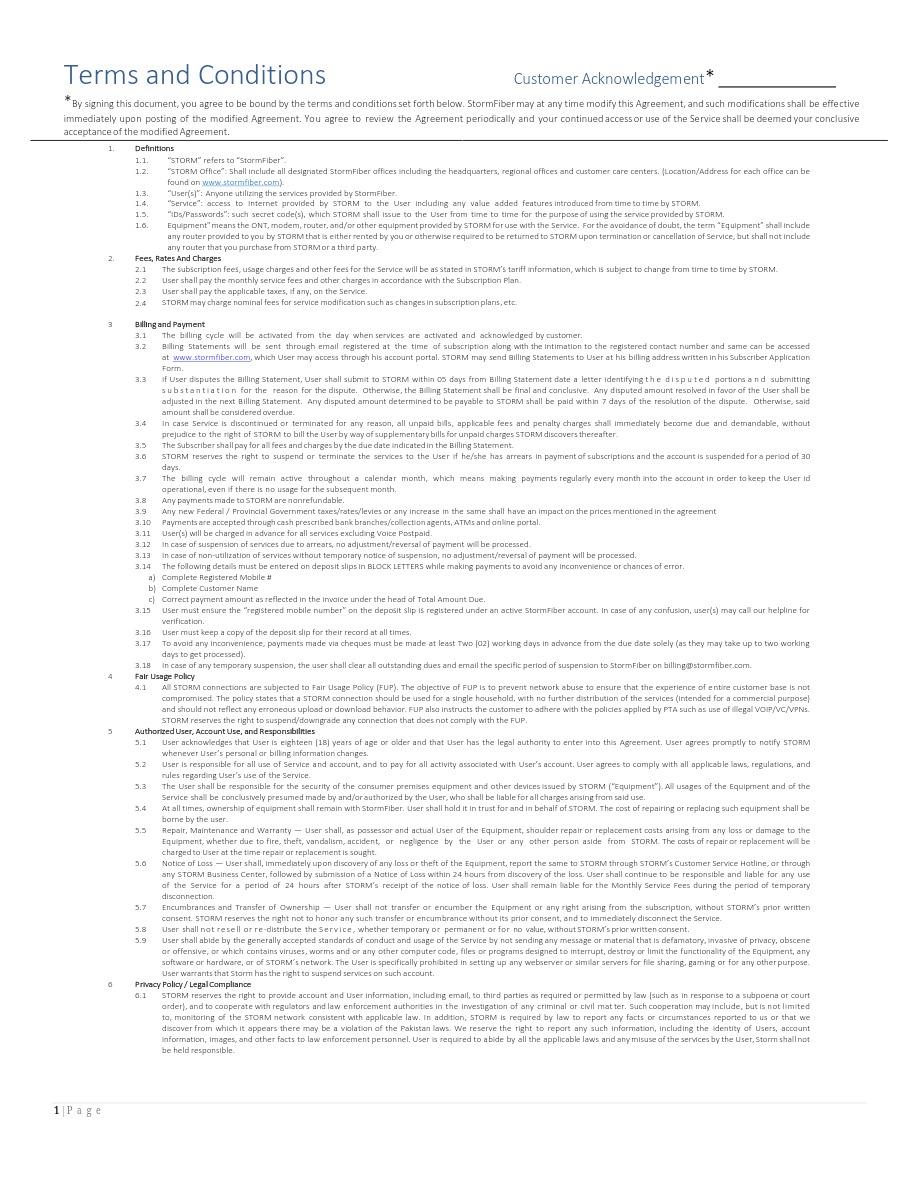 Terms and Conditions
Customer Acknowledgement* ______________
*By signing this document, you agree to be bound by the terms and conditions set forth below. StormFiber may at any time modify this Agreement, and such modifications shall be effective
immediately upon posting of the modified Agreement. You agree to review the Agreement periodically and your continued access or use of the Service shall be deemed your conclusive
acceptance of the modified Agreement.
1. Definitions
1.1. "STORM" refers to "StormFiber".
1.2. "STORM Office": Shall include all designated StormFiber offices including the headquarters, regional offices and customer care centers. (Location/Address for each office can be
found on www.stormfiber.com).
1.3. "User(s)": Anyone utilizing the services provided by StormFiber.
1.4. "Service": access to Internet provided by STORM to the User including any value added features introduced from time to time by STORM.
1.5. "IDs/Passwords": such secret code(s), which STORM shall issue to the User from time to time for the purpose of using the service provided by STORM.
1.6. Equipment" means the ONT, modem, router, and/or other equipment provided by STORM for use with the Service. For the avoidance of doubt, the term "Equipment" shall include
any router provided to you by STORM that is either rented by you or otherwise required to be returned to STORM upon termination or cancellation of Service, but shall not include
any router that you purchase from STORM or a third party.
2. Fees, Rates And Charges
2.1 The subscription fees, usage charges and other fees for the Service will be as stated in STORM's tariff information, which is subject to change from time to time by STORM.
2.2 User shall pay the monthly service fees and other charges in accordance with the Subscription Plan.
2.3 User shall pay the applicable taxes, if any, on the Service.
2.4 STORM may charge nominal fees for service modification such as changes in subscription plans, etc.
3 Billing and Payment
3.1 The billing cycle will be activated from the day when services are activated and acknowledged by customer.
3.2 Billing Statements will be sent through email registered at the time of subscription along with the intimation to the registered contact number and same can be accessed
at www.stormfiber.com, which User may access through his account portal. STORM may send Billing Statements to User at his billing address written in his Subscriber Application
Form.
3.3 If User disputes the Billing Statement, User shall submit to STORM within 05 days from Billing Statement date a letter identifying the disputed portions and submitting
substantiation for the reason for the dispute. Otherwise, the Billing Statement shall be final and conclusive. Any disputed amount resolved in favor of the User shall be
adjusted in the next Billing Statement. Any disputed amount determined to be payable to STORM shall be paid within 7 days of the resolution of the dispute. Otherwise, said
amount shall be considered overdue.
3.4 In case Service is discontinued or terminated for any reason, all unpaid bills, applicable fees and penalty charges shall immediately become due and demandable, without
prejudice to the right of STORM to bill the User by way of supplementary bills for unpaid charges STORM discovers thereafter.
3.5 The Subscriber shall pay for all fees and charges by the due date indicated in the Billing Statement.
3.6 STORM reserves the right to suspend or terminate the services to the User if he/she has arrears in payment of subscriptions and the account is suspended for a period of 30
days.
3.7 The billing cycle will remain active throughout a calendar month, which means making payments regularly every month into the account in order to keep the User id
operational, even if there is no usage for the subsequent month.
3.8 Any payments made to STORM are nonrefundable.
3.9 Any new Federal / Provincial Government taxes/rates/levies or any increase in the same shall have an impact on the prices mentioned in the agreement
3.10 Payments are accepted through cash prescribed bank branches/collection agents, ATMs and online portal.
3.11 User(s) will be charged in advance for all services excluding Voice Postpaid.
3.12 In case of suspension of services due to arrears, no adjustment/reversal of payment will be processed.
3.13 In case of non-utilization of services without temporary notice of suspension, no adjustment/reversal of payment will be processed.
3.14 The following details must be entered on deposit slips in BLOCK LETTERS while making payments to avoid any inconvenience or chances of error.
a) Complete Registered Mobile #
b) Complete Customer Name
c) Correct payment amount as reflected in the invoice under the head of Total Amount Due.
3.15 User must ensure the "registered mobile number" on the deposit slip is registered under an active StormFiber account. In case of any confusion, user(s) may call our helpline for
verification.
3.16 User must keep a copy of the deposit slip for their record at all times.
3.17 To avoid any inconvenience, payments made via cheques must be made at least Two (02) working days in advance from the due date solely (as they may take up to two working
days to get processed).
3.18 In case of any temporary suspension, the user shall clear all outstanding dues and email the specific period of suspension to StormFiber on billing@stormfiber.com.
4 Fair Usage Policy
4.1 All STORM connections are subjected to Fair Usage Policy (FUP). The objective of FUP is to prevent network abuse to ensure that the experience of entire customer base is not
compromised. The policy states that a STORM connection should be used for a single household, with no further distribution of the services (intended for a commercial purpose)
and should not reflect any erroneous upload or download behavior. FUP also instructs the customer to adhere with the policies applied by PTA such as use of illegal VOIP/VC/VPNs.
STORM reserves the right to suspend/downgrade any connection that does not comply with the FUP.
5 Authorized User, Account Use, and Responsibilities
5.1 User acknowledges that User is eighteen (18) years of age or older and that User has the legal authority to enter into this Agreement. User agrees promptly to notify STORM
whenever User's personal or billing information changes.
5.2 User is responsible for all use of Service and account, and to pay for all activity associated with User's account. User agrees to comply with all applicable laws, regulations, and
rules regarding User's use of the Service.
5.3 The User shall be responsible for the security of the consumer premises equipment and other devices issued by STORM ("Equipment"). All usages of the Equipment and of the
Service shall be conclusively presumed made by and/or authorized by the User, who shall be liable for all charges arising from said use.
5.4 At all times, ownership of equipment shall remain with StormFiber. User shall hold it in trust for and in behalf of STORM. The cost of repairing or replacing such equipment shall be
borne by the user.
5.5 Repair, Maintenance and Warranty — User shall, as possessor and actual User of the Equipment, shoulder repair or replacement costs arising from any loss or damage to the
Equipment, whether due to fire, theft, vandalism, accident, or negligence by the User or any other person aside from STORM. The costs of repair or replacement will be
charged to User at the time repair or replacement is sought.
5.6 Notice of Loss — User shall, immediately upon discovery of any loss or theft of the Equipment, report the same to STORM through STORM's Customer Service Hotline, or through
any STORM Business Center, followed by submission of a Notice of Loss within 24 hours from discovery of the loss. User shall continue to be responsible and liable for any use
of the Service for a period of 24 hours after STORM's receipt of the notice of loss. User shall remain liable for the Monthly Service Fees during the period of temporary
disconnection.
5.7 Encumbrances and Transfer of Ownership — User shall not transfer or encumber the Equipment or any right arising from the subscription, without STORM's prior written
consent. STORM reserves the right not to honor any such transfer or encumbrance without its prior consent, and to immediately disconnect the Service.
5.8 User shall not resell or re-distribute the Service, whether temporary or permanent or for no value, without STORM's prior written consent.
5.9 User shall abide by the generally accepted standards of conduct and usage of the Service by not sending any message or material that is defamatory, invasive of privacy, obscene
or offensive, or which contains viruses, worms and or any other computer code, files or programs designed to interrupt, destroy or limit the functionality of the Equipment, any
software or hardware, or of STORM's network. The User is specifically prohibited in setting up any webserver or similar servers for file sharing, gaming or for any other purpose.
User warrants that Storm has the right to suspend services on such account.
6 Privacy Policy / Legal Compliance
6.1 STORM reserves the right to provide account and User information, including email, to third parties as required or permitted by law (such as in response to a subpoena or court
order), and to cooperate with regulators and law enforcement authorities in the investigation of any criminal or civil matter. Such cooperation may include, but is not limited
to, monitoring of the STORM network consistent with applicable law. In addition, STORM is required by law to report any facts or circumstances reported to us or that we
discover from which it appears there may be a violation of the Pakistan laws. We reserve the right to report any such information, including the identity of Users, account
information, images, and other facts to law enforcement personnel. User is required to abide by all the applicable laws and any misuse of the services by the User, Storm shall not
be held responsible.
1 | Page